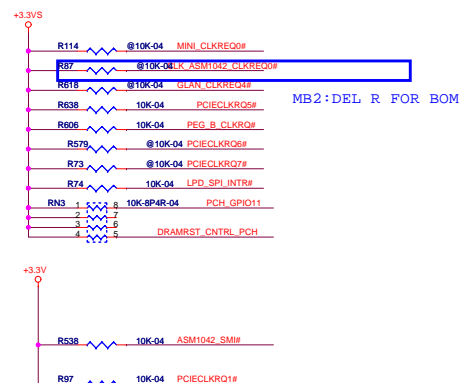 +3.3VS
R114 @10K-04 MINI_CLKREQ0#
R87 @10K-04 CLK_ASM1042_CLKREQ0#
R618 @10K-04 GLAN_CLKREQ4#
MB2:DEL R FOR BOM
R638 10K-04 PCIECLKRQ5#
R606 10K-04 PEG_B_CLKRQ#
R579 @10K-04 PCIECLKRQ6#
R73 @10K-04 PCIECLKRQ7#
R74 10K-04 LPD_SPI_INTR#
RN3 1 8 10K-8P4R-04 PCH_GPIO11
2 7
3 6
4 5 DRAMRST_CNTRL_PCH
+3.3V
R538 10K-04 ASM1042_SMI#
R97 10K-04 PCIECLKRQ1#